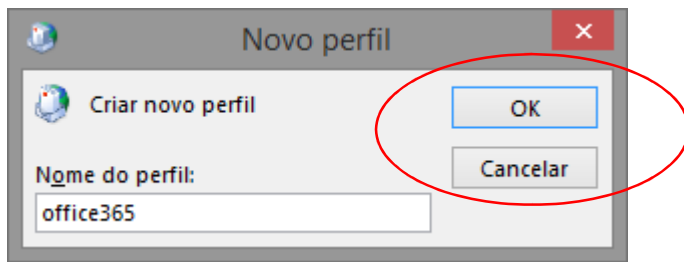 Novo perfil
Criar novo perfil
OK
Cancelar
Nome do perfil:
office365